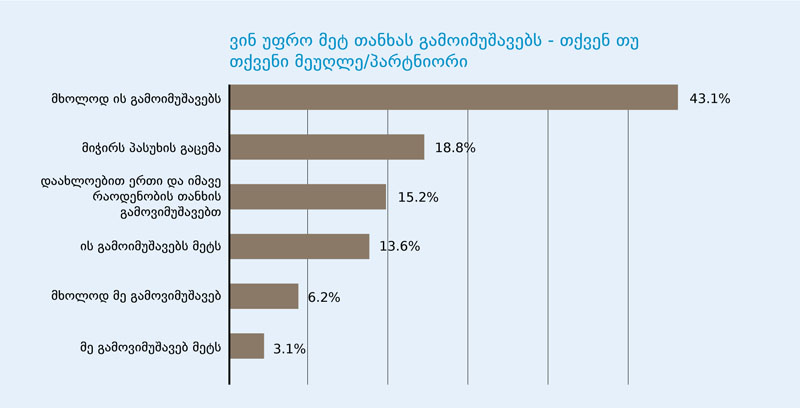 ვინ უფრო მეტ თანხას გამოიმუშავებს - თქვენ თუ
თქვენი მეუღლე/პარტნიორი
მხოლოდ ის გამოიმუშავებს
43.1%
მიჭირს პასუხის გაცემა
18.8%
დაახლოებით ერთი და იმავე
რაოდენობის თანხის
გამოვიმუშავებთ
15.2%
ის გამოიმუშავებს მეტს
13.6%
მხოლოდ მე გამოვიმუშავებ
6.2%
მე გამოვიმუშავებ მეტს
3.1%